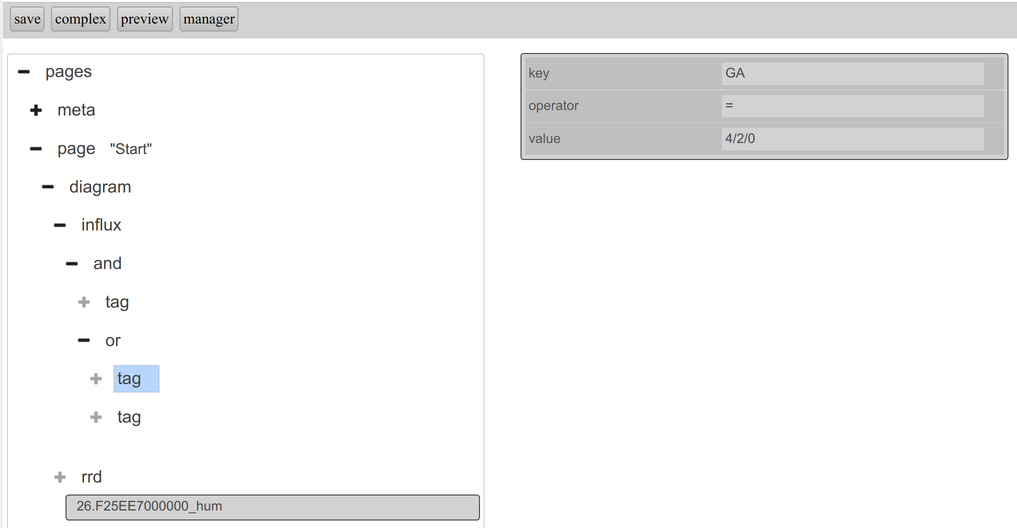 save complex preview manager
pages
meta
page "Start"
diagram
influx
and
tag
or
tag
tag
rrd
26.F25EE7000000_hum
key GA
operator =
value 4/2/0